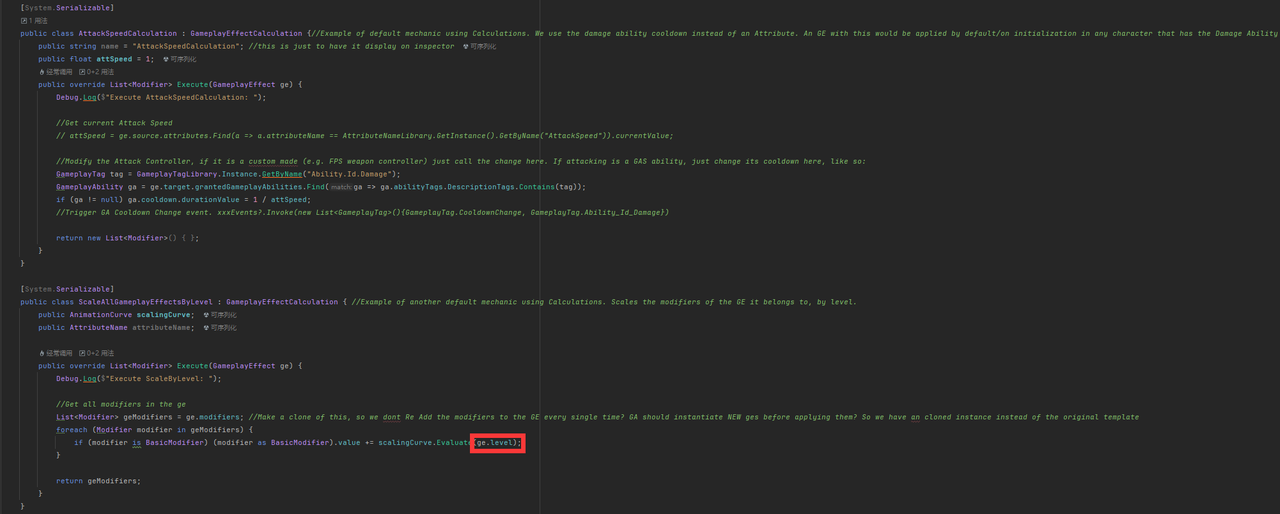 [System.Serializable]
1 用法
public class AttackSpeedCalculation : GameplayEffectCalculation {//Example of default mechanic using Calculations. We use the damage ability cooldown instead of an Attribute. An GE with this would be applied by default/on initialization in any character that has the Damage Ability
public string name = "AttackSpeedCalculation"; //this is just to have it display on inspector 可序列化
public float attSpeed = 1; 可序列化
经常调用 0+2 用法
public override List<Modifier> Execute(GameplayEffect ge) {
Debug.Log($"Execute AttackSpeedCalculation: ");
//Get current Attack Speed
// attSpeed = ge.source.attributes.Find(a => a.attributeName == AttributeNameLibrary.GetInstance().GetByName("AttackSpeed")).currentValue;
//Modify the Attack Controller, if it is a custom made (e.g. FPS weapon controller) just call the change here. If attacking is a GAS ability, just change its cooldown here, like so:
GameplayTag tag = GameplayTagLibrary.Instance.GetByName("Ability.Id.Damage");
GameplayAbility ga = ge.target.grantedGameplayAbilities.Find(match: ga => ga.abilityTags.DescriptionTags.Contains(tag));
if (ga != null) ga.cooldown.durationValue = 1 / attSpeed;
//Trigger GA Cooldown Change event. xxxEvents?.Invoke(new List<GameplayTag>(){GameplayTag.CooldownChange, GameplayTag.Ability_Id_Damage})
return new List<Modifier>() { };
}
}
[System.Serializable]
public class ScaleAllGameplayEffectsByLevel : GameplayEffectCalculation { //Example of another default mechanic using Calculations. Scales the modifiers of the GE it belongs to, by level.
public AnimationCurve scalingCurve; 可序列化
public AttributeName attributeName; 可序列化
经常调用 0+2 用法
public override List<Modifier> Execute(GameplayEffect ge) {
Debug.Log($"Execute ScaleByLevel: ");
//Get all modifiers in the ge
List<Modifier> geModifiers = ge.modifiers; //Make a clone of this, so we dont Re Add the modifiers to the GE every single time? GA should instantiate NEW ges before applying them? So we have an cloned instance instead of the original template
foreach (Modifier modifier in geModifiers) {
if (modifier is BasicModifier) (modifier as BasicModifier).value += scalingCurve.Evaluate(ge.level);
}
return geModifiers;
}
}